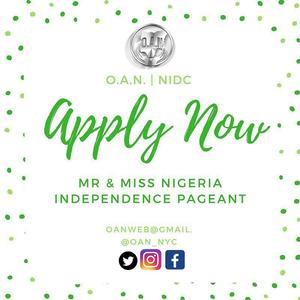 O.A.N. | NIDC
Apply Now
MR & MISS NIGERIA
INDEPENDENCE PAGEANT
OANWEB@GMAIL.
@OAN_NYC